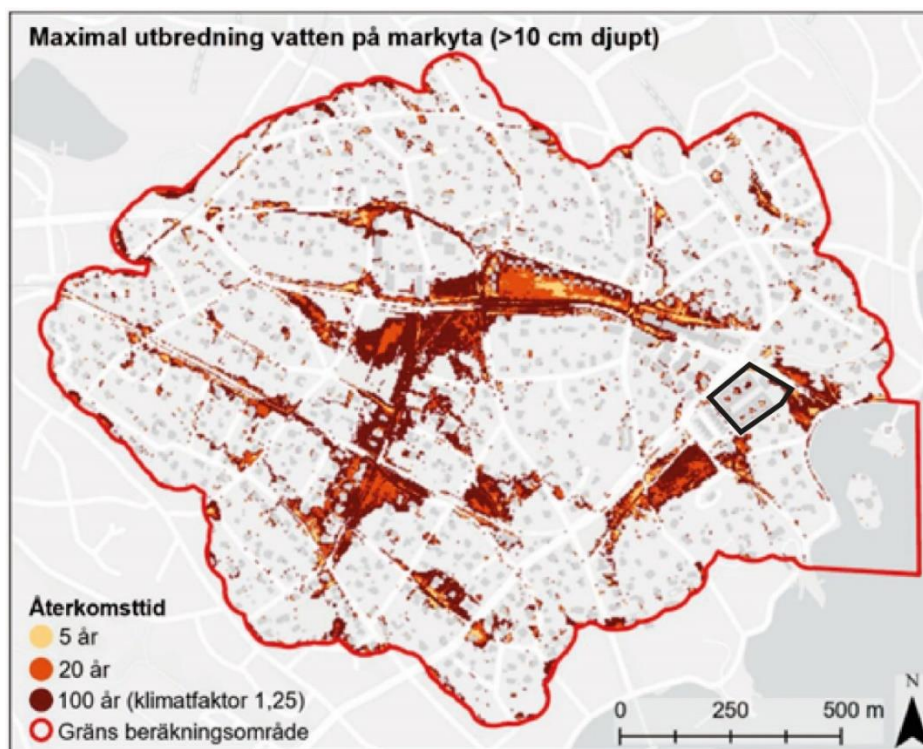 Maximal utbredning vatten på markyta (>10 cm djupt)
Återkomsttid
5 år
20 år
100 år (klimatfaktor 1,25)
Gräns beräkningsområde
0 250 500 m
N